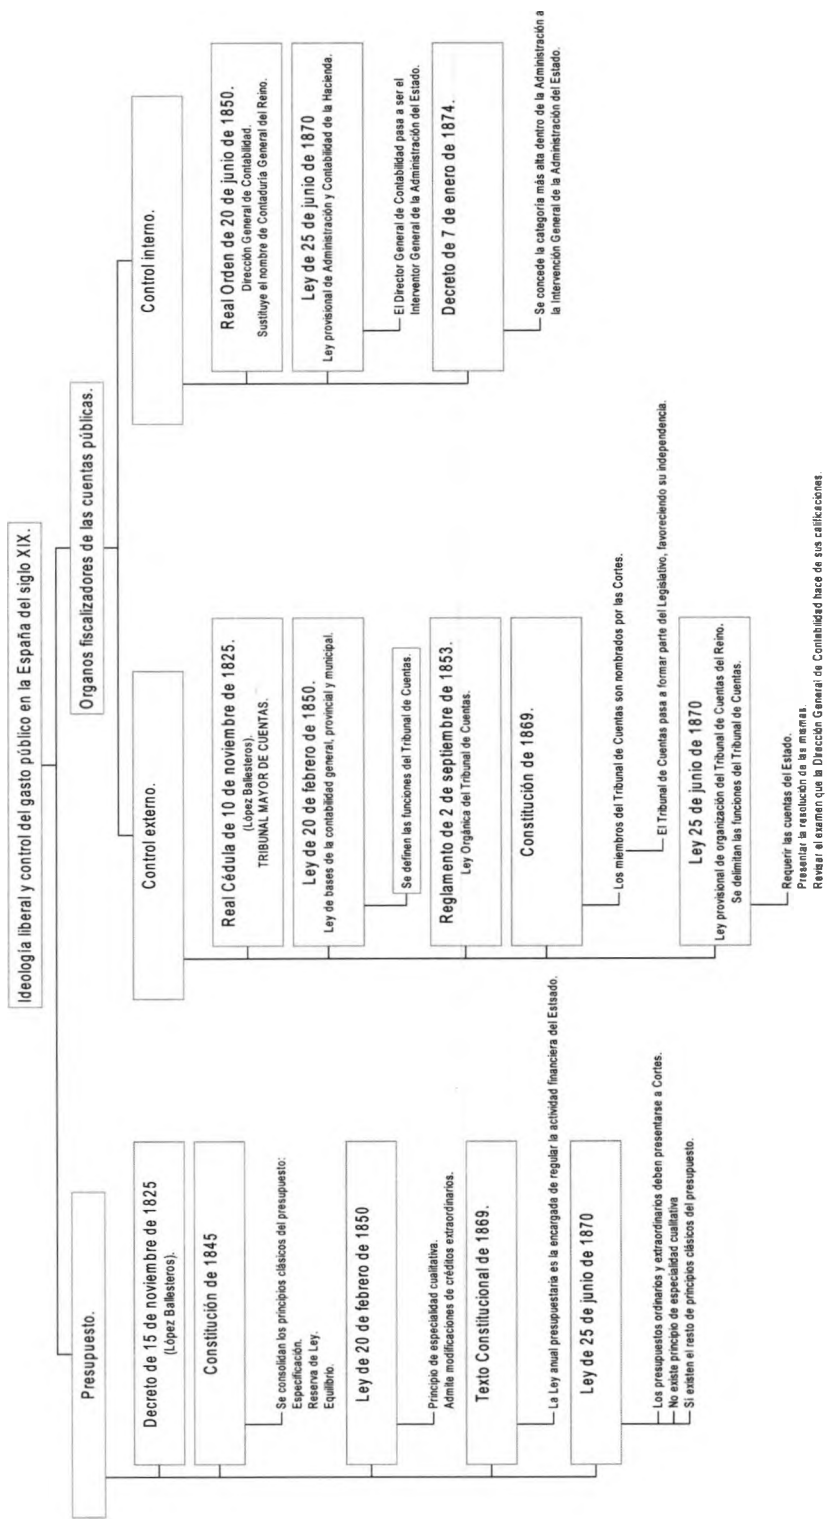 Ideología liberal y control del gasto público en la España del siglo XIX.
Presupuesto.
Decreto de 15 de noviembre de 1825
(López Ballesteros).
Constitución de 1845
Se consolidan los principios clásicos del presupuesto:
Especificación.
Reserva de Ley.
Equilibrio.
Ley de 20 de febrero de 1850
Principio de especialidad cualitativa.
Admite modificaciones de créditos extraordinarios.
Texto Constitucional de 1869.
La Ley anual presupuestaria es la encargada de regular la actividad financiera del Estsado.
Ley de 25 de junio de 1870
Los presupuestos ordinarios y extraordinarios deben presentarse a Cortes.
No existe principio de especialidad cualitativa
Si existen el resto de principios clásicos del presupuesto.
Organos fiscalizadores de las cuentas públicas.
Control externo.
Real Cédula de 10 de noviembre de 1825.
(López Ballesteros).
TRIBUNAL MAYOR DE CUENTAS.
Ley de 20 de febrero de 1850.
Ley de bases de la contabilidad general, provincial y municipal.
Se definen las funciones del Tribunal de Cuentas.
Reglamento de 2 de septiembre de 1853.
Ley Orgánica del Tribunal de Cuentas.
Constitución de 1869.
Los miembros del Tribunal de Cuentas son nombrados por las Cortes.
El Tribunal de Cuentas pasa a formar parte del Legislativo, favoreciendo su independencia.
Ley 25 de junio de 1870
Ley provisional de organización del Tribunal de Cuentas del Reino.
Se delimitan las funciones del Tribunal de Cuentas.
Requerir las cuentas del Estado.
Presentar la resolución de las mismas.
Revisar el examen que la Dirección General de Contabilidad hace de sus calificaciones.
Control interno.
Real Orden de 20 de junio de 1850.
Dirección General de Contabilidad.
Sustituye el nombre de Contaduría General del Reino.
Ley de 25 de junio de 1870
Ley provisional de Administración y Contabilidad de la Hacienda.
El Director General de Contabilidad pasa a ser el
Interventor General de la Administración del Estado.
Decreto de 7 de enero de 1874.
Se concede la categoría más alta dentro de la Administración a
la Intervención General de la Administración del Estado.